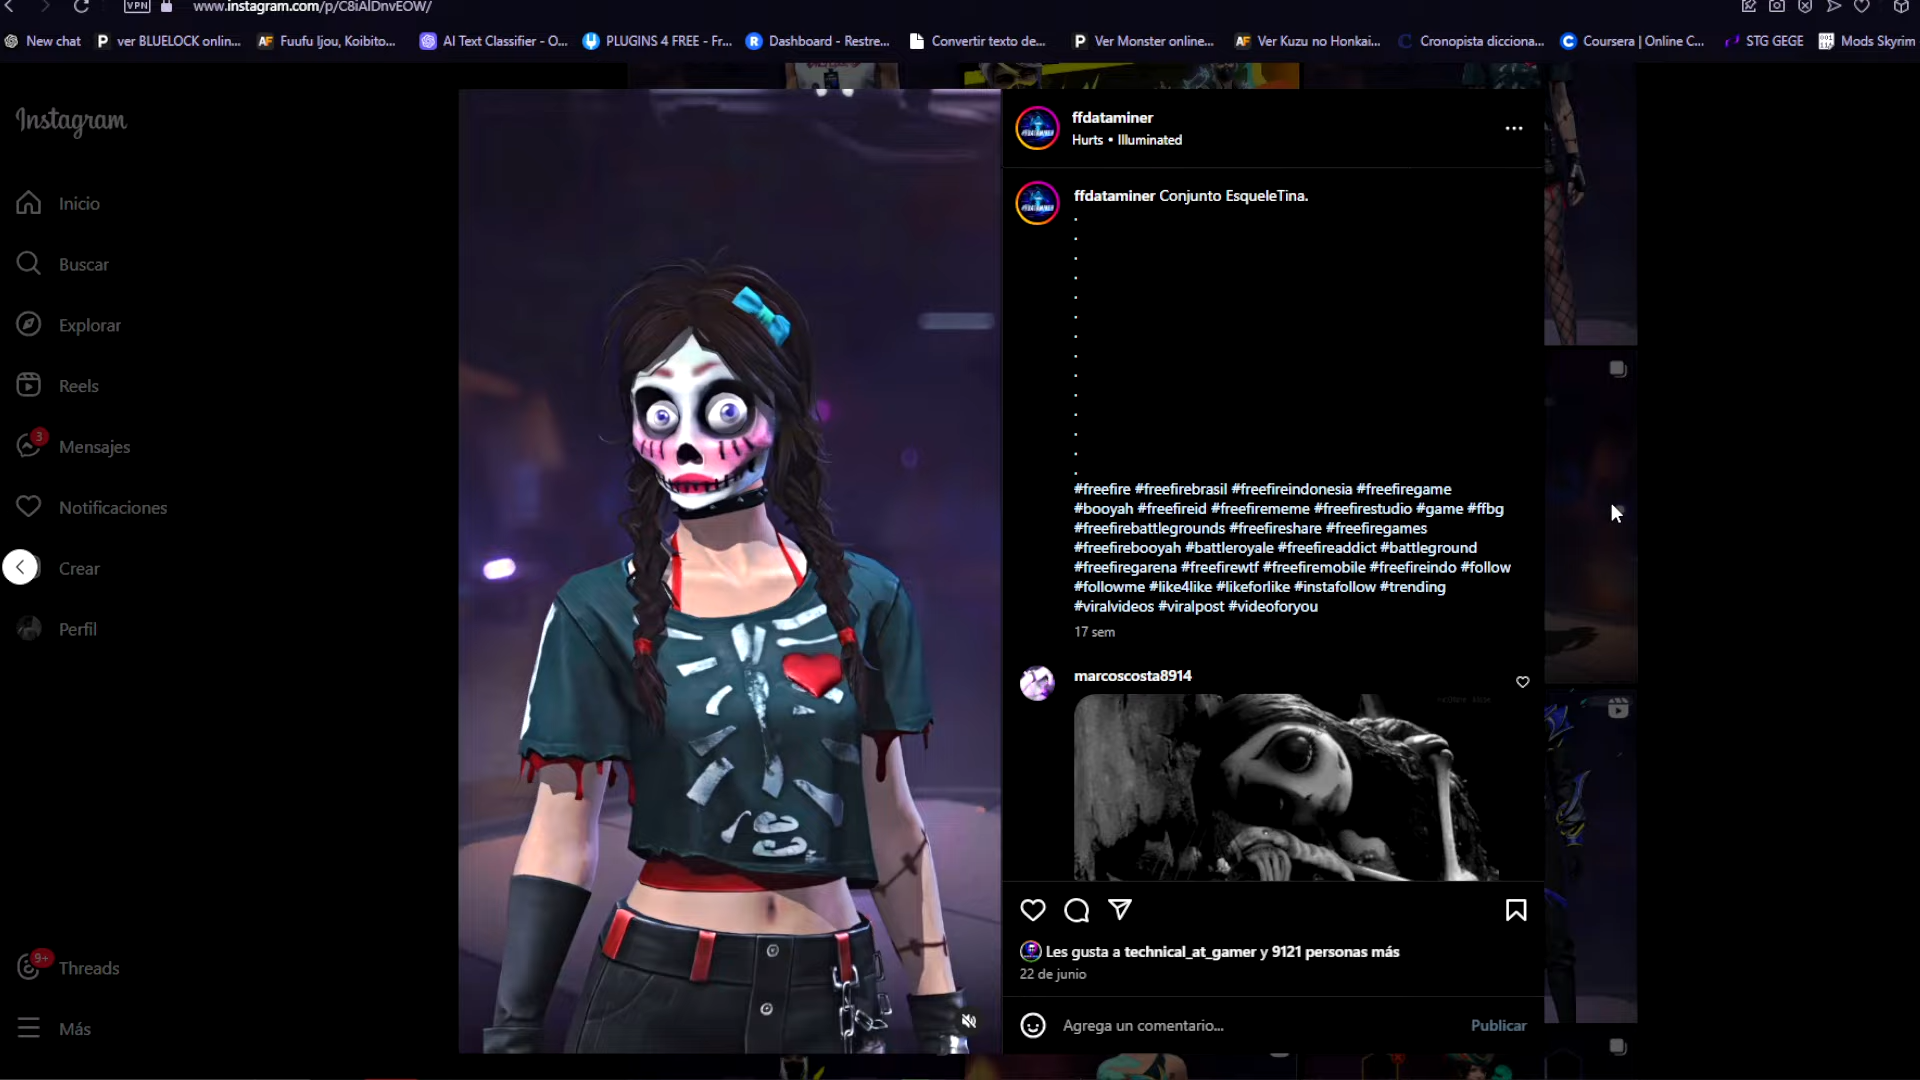 VPN
www.instagram.com/p/C8iAlDnvEOW/
New chat
ver BLUELOCK onlin...
Fuufu Ijou, Koibito...
AI Text Classifier - O...
PLUGINS 4 FREE - Fr...
Dashboard - Restre...
Convertir texto de...
Ver Monster online...
Ver Kuzu no Honkai...
Cronopista dicciona...
Coursera | Online C...
STG GEGE
Mods Skyrim
Instagram
Inicio
Buscar
Explorar
Reels
3
Mensajes
Notificaciones
Crear
Perfil
9+
Threads
Más
ffdataminer
Hurts • Illuminated
ffdataminer Conjunto EsqueleTina.
.
.
.
.
.
.
.
.
.
.
.
.
.
.
#freefire #freefirebrasil #freefireindonesia #freefiregame
#booyah #freefireid #freefirememe #freefirestudio #game #ffbg
#freefirebattlegrounds #freefireshare #freefiregames
#freefirebooyah #battleroyale #freefireaddict #battleground
#freefiregarena #freefirewtf #freefiremobile #freefireindo #follow
#followme #like4like #likeforlike #instafollow #trending
#viralvideos #viralpost #videoforyou
17 sem
marcoscosta8914
Les gusta a technical_at_gamer y 9121 personas más
22 de junio
Agrega un comentario...
Publicar